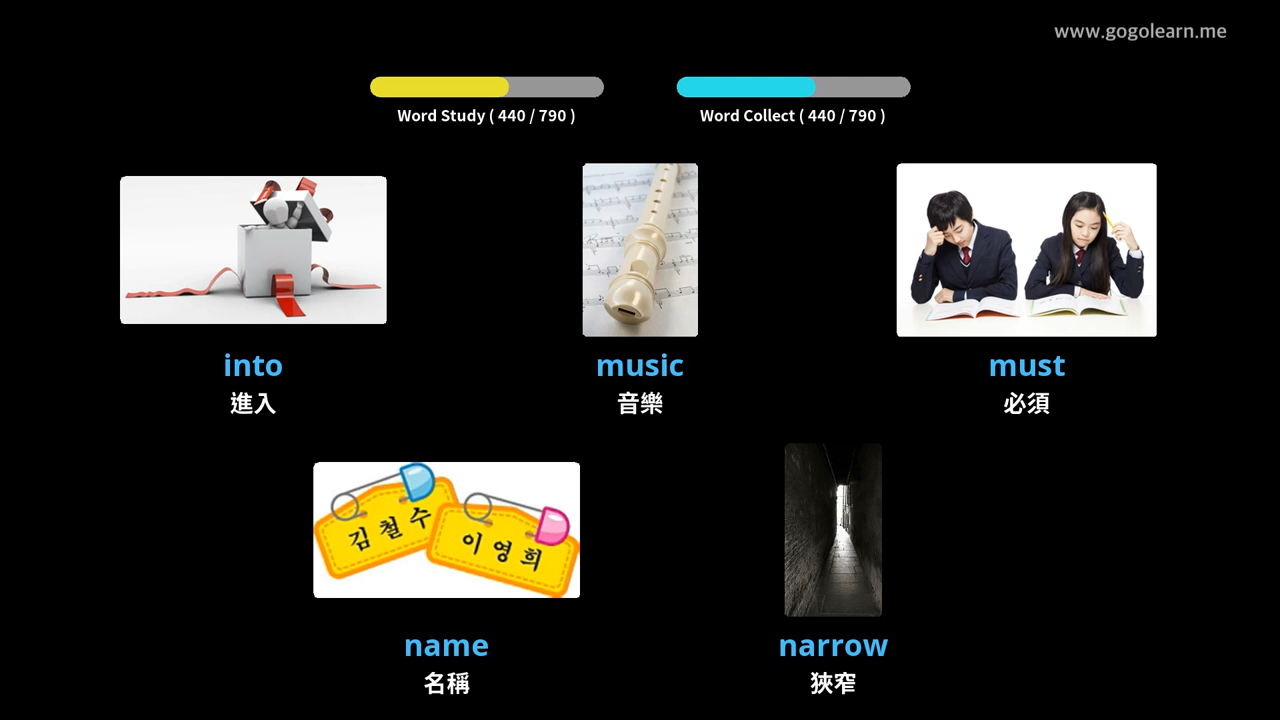 www.gogolearn.me
Word Study ( 440 / 790 )
Word Collect ( 440 / 790 )
into
進入
music
音樂
must
必須
김철수
이영희
name
名稱
narrow
狹窄